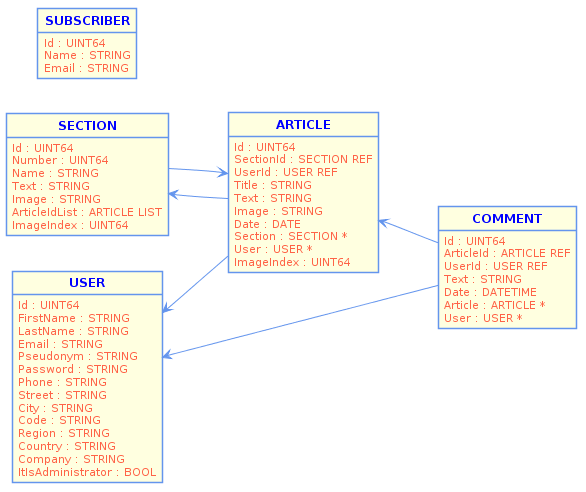 SUBSCRIBER
Id : UINT64
Name : STRING
Email : STRING
SECTION
Id : UINT64
Number : UINT64
Name : STRING
Text : STRING
Image : STRING
ArticleIdList : ARTICLE LIST
ImageIndex : UINT64
ARTICLE
Id : UINT64
SectionId : SECTION REF
UserId : USER REF
Title : STRING
Text : STRING
Image : STRING
Date : DATE
Section : SECTION *
User : USER *
ImageIndex : UINT64
COMMENT
Id : UINT64
ArticleId : ARTICLE REF
UserId : USER REF
Text : STRING
Date : DATETIME
Article : ARTICLE *
User : USER *
USER
Id : UINT64
FirstName : STRING
LastName : STRING
Email : STRING
Pseudonym : STRING
Password : STRING
Phone : STRING
Street : STRING
City : STRING
Code : STRING
Region : STRING
Country : STRING
Company : STRING
ItIsAdministrator : BOOL